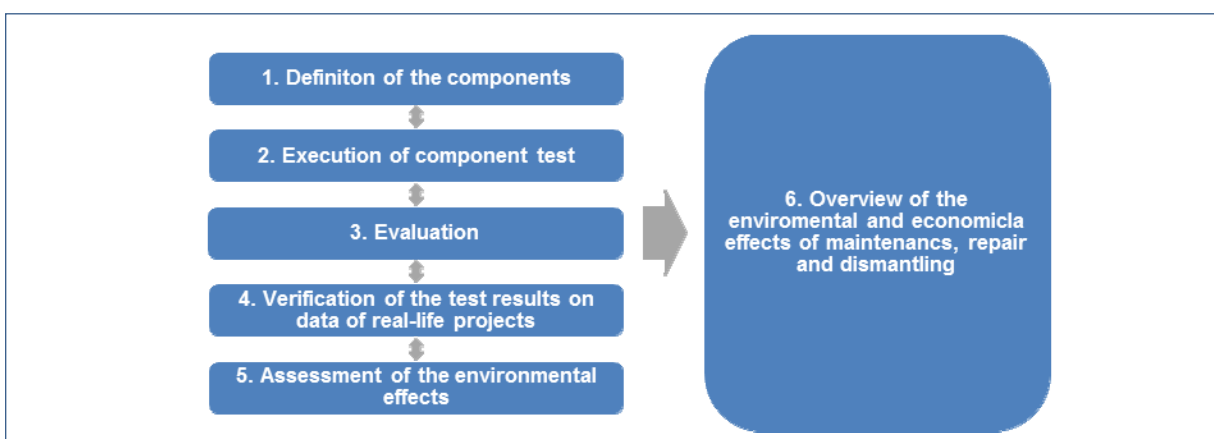 1. Definiton of the components
2. Execution of component test
3. Evaluation
4. Verification of the test results on
data of real-life projects
5. Assessment of the environmental
effects
6. Overview of the
enviromental and economicla
effects of maintenancs, repair
and dismantling